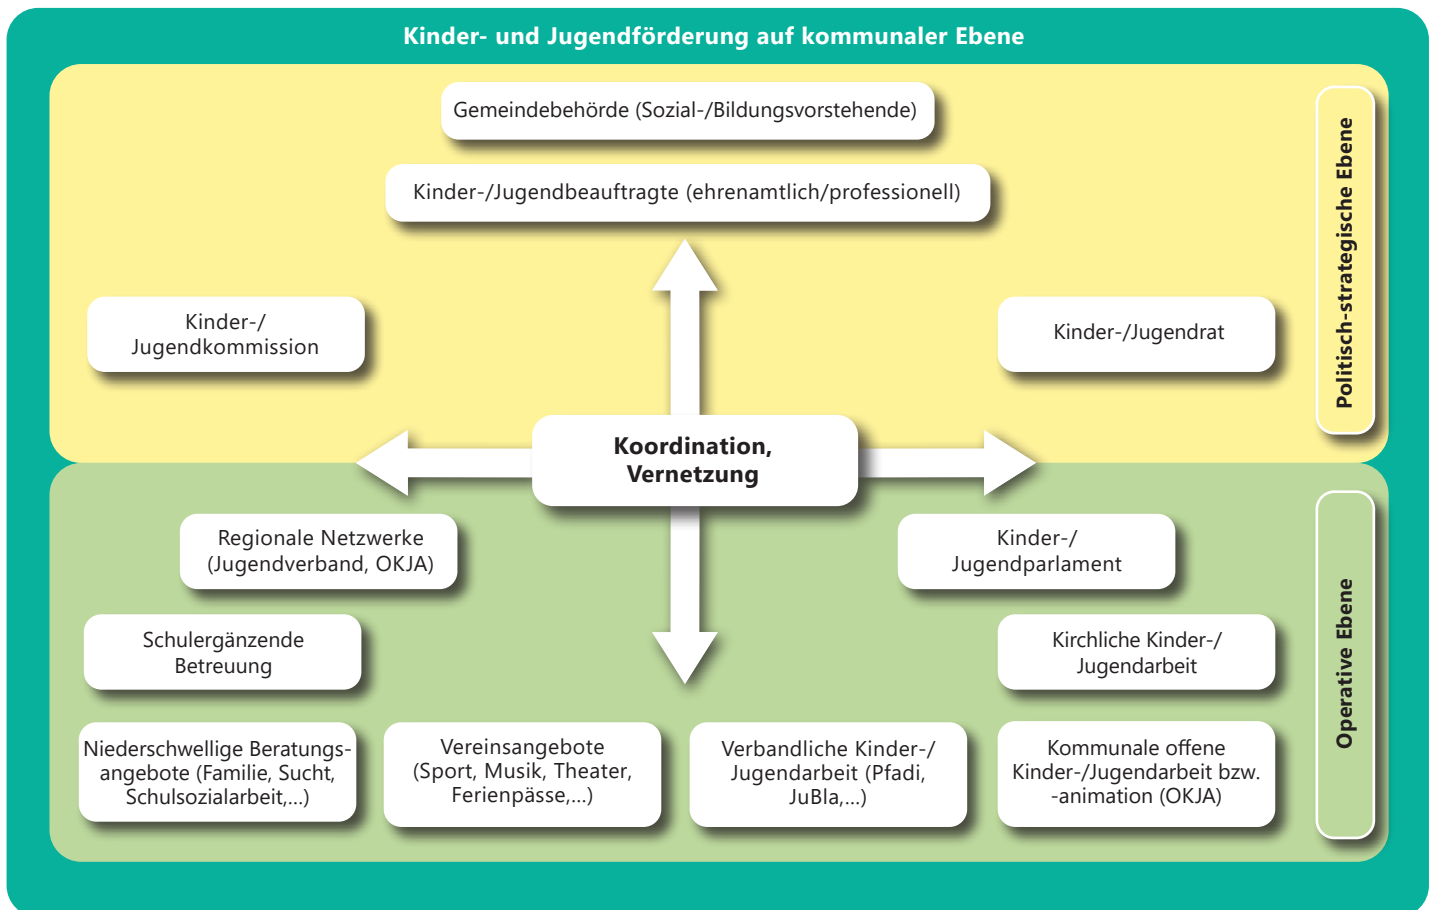 Kinder- und Jugendförderung auf kommunaler Ebene
Gemeindebehörde (Sozial-/Bildungsvorstehende)
Kinder-/Jugendbeauftragte (ehrenamtlich/professionell)
Politisch-strategische Ebene
Kinder-/
Jugendkommission
Kinder-/Jugendrat
Koordination,
Vernetzung
Regionale Netzwerke
(Jugendverband, OKJA)
Kinder-/
Jugendparlament
Operative Ebene
Schulergänzende
Betreuung
Kirchliche Kinder-/
Jugendarbeit
Niederschwellige Beratungs-
angebote (Familie, Sucht,
Schulsozialarbeit,...)
Vereinsangebote
(Sport, Musik, Theater,
Ferienpässe,...)
Verbandliche Kinder-/
Jugendarbeit (Pfadi,
JuBla,...)
Kommunale offene
Kinder-/Jugendarbeit bzw.
-animation (OKJA)